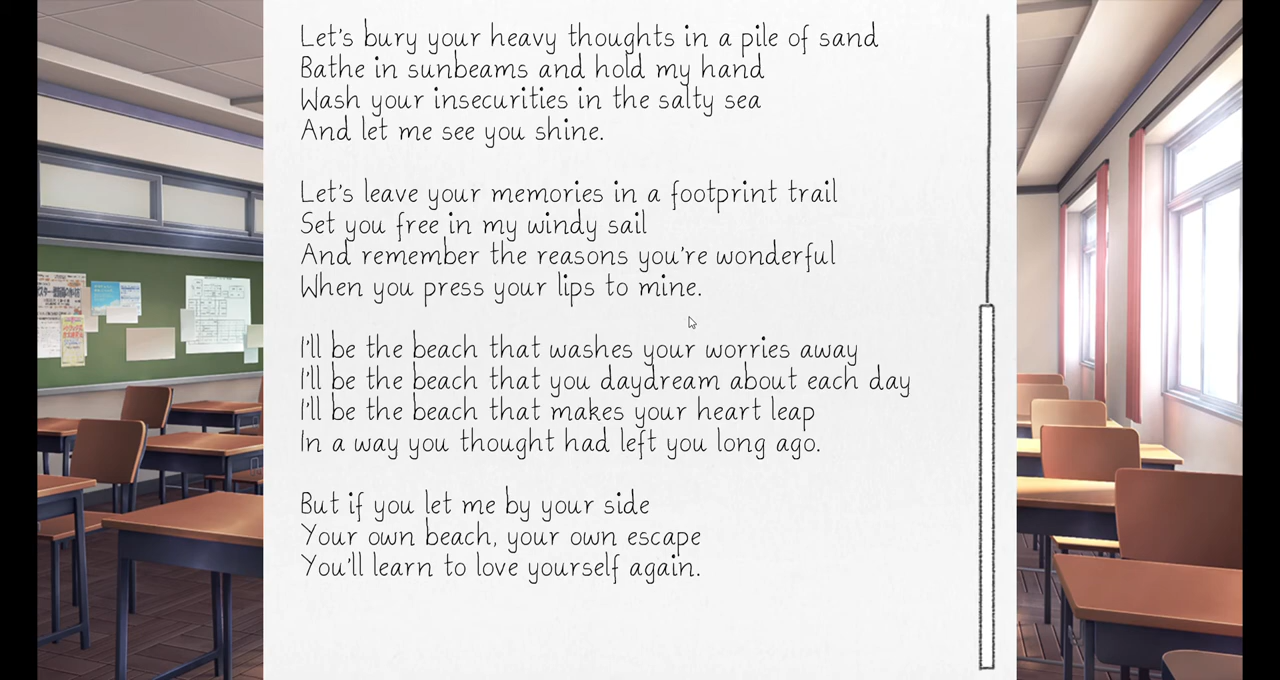 Let's bury your heavy thoughts in a pile of sand
Bathe in sunbeams and hold my hand
Wash your insecurities in the salty sea
And let me see you shine.
Let's leave your memories in a footprint trail
Set you free in my windy sail
And remember the reasons you're wonderful
When you press your lips to mine.
I'll be the beach that washes your worries away
I'll be the beach that you daydream about each day
I'll be the beach that makes your heart leap
In a way you thought had left you long ago.
But if you let me by your side
Your own beach, your own escape
You'll learn to love yourself again.